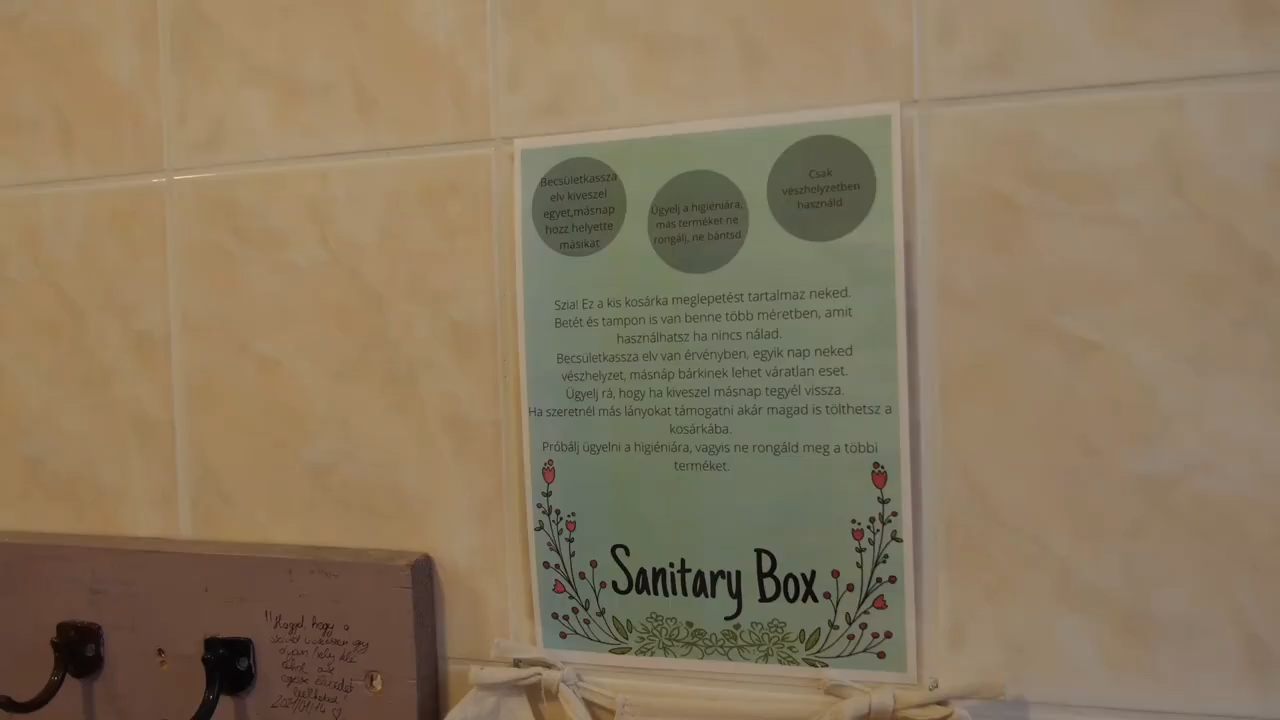 Becsületkassza
elv kiveszel
egyet,másnap
hozz helyette
másikat
Ügyelj a higiéniára,
más terméket ne
rongálj, ne bántsd
Csak
vészhelyzetben
használd
Szia! Ez a kis kosárka meglepetést tartalmaz neked.
Betét és tampon is van benne több méretben, amit
használhatsz ha nincs nálad.
Becsületkassza elv van érvényben, egyik nap neked
vészhelyzet, másnáp bárkinek lehet váratlan eset.
Ügyelj rá, hogy ha kiveszel másnap tegyél vissza.
Ha szeretnél más lányokat támogatni akár magad is tölthetsz a
kosárkába.
Próbálj ügyelni a higiéniára, vagyis ne rongáld meg a többi
terméket.
Sanitary Box
"Hagyd, hogy a